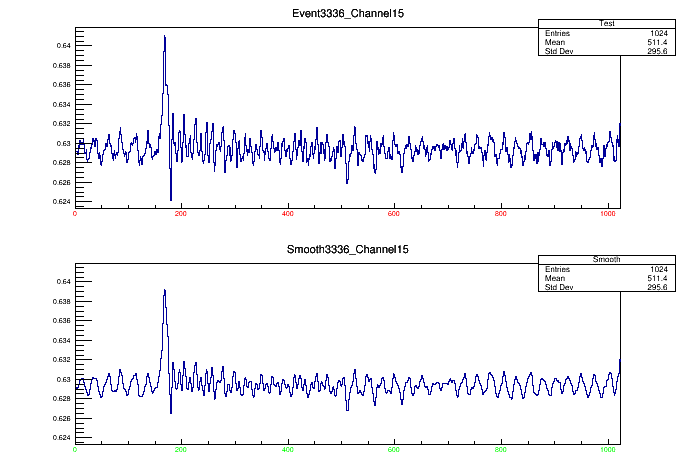 Event3336_Channel15
Test
Entries 1024
Mean 511.4
Std Dev 295.6
0.64
0.638
0.636
0.634
0.632
0.63
0.628
0.626
0.624
0 200 400 600 800 1000
Smooth3336_Channel15
Smooth
Entries 1024
Mean 511.4
Std Dev 295.6
0.64
0.638
0.636
0.634
0.632
0.63
0.628
0.626
0.624
0 200 400 600 800 1000